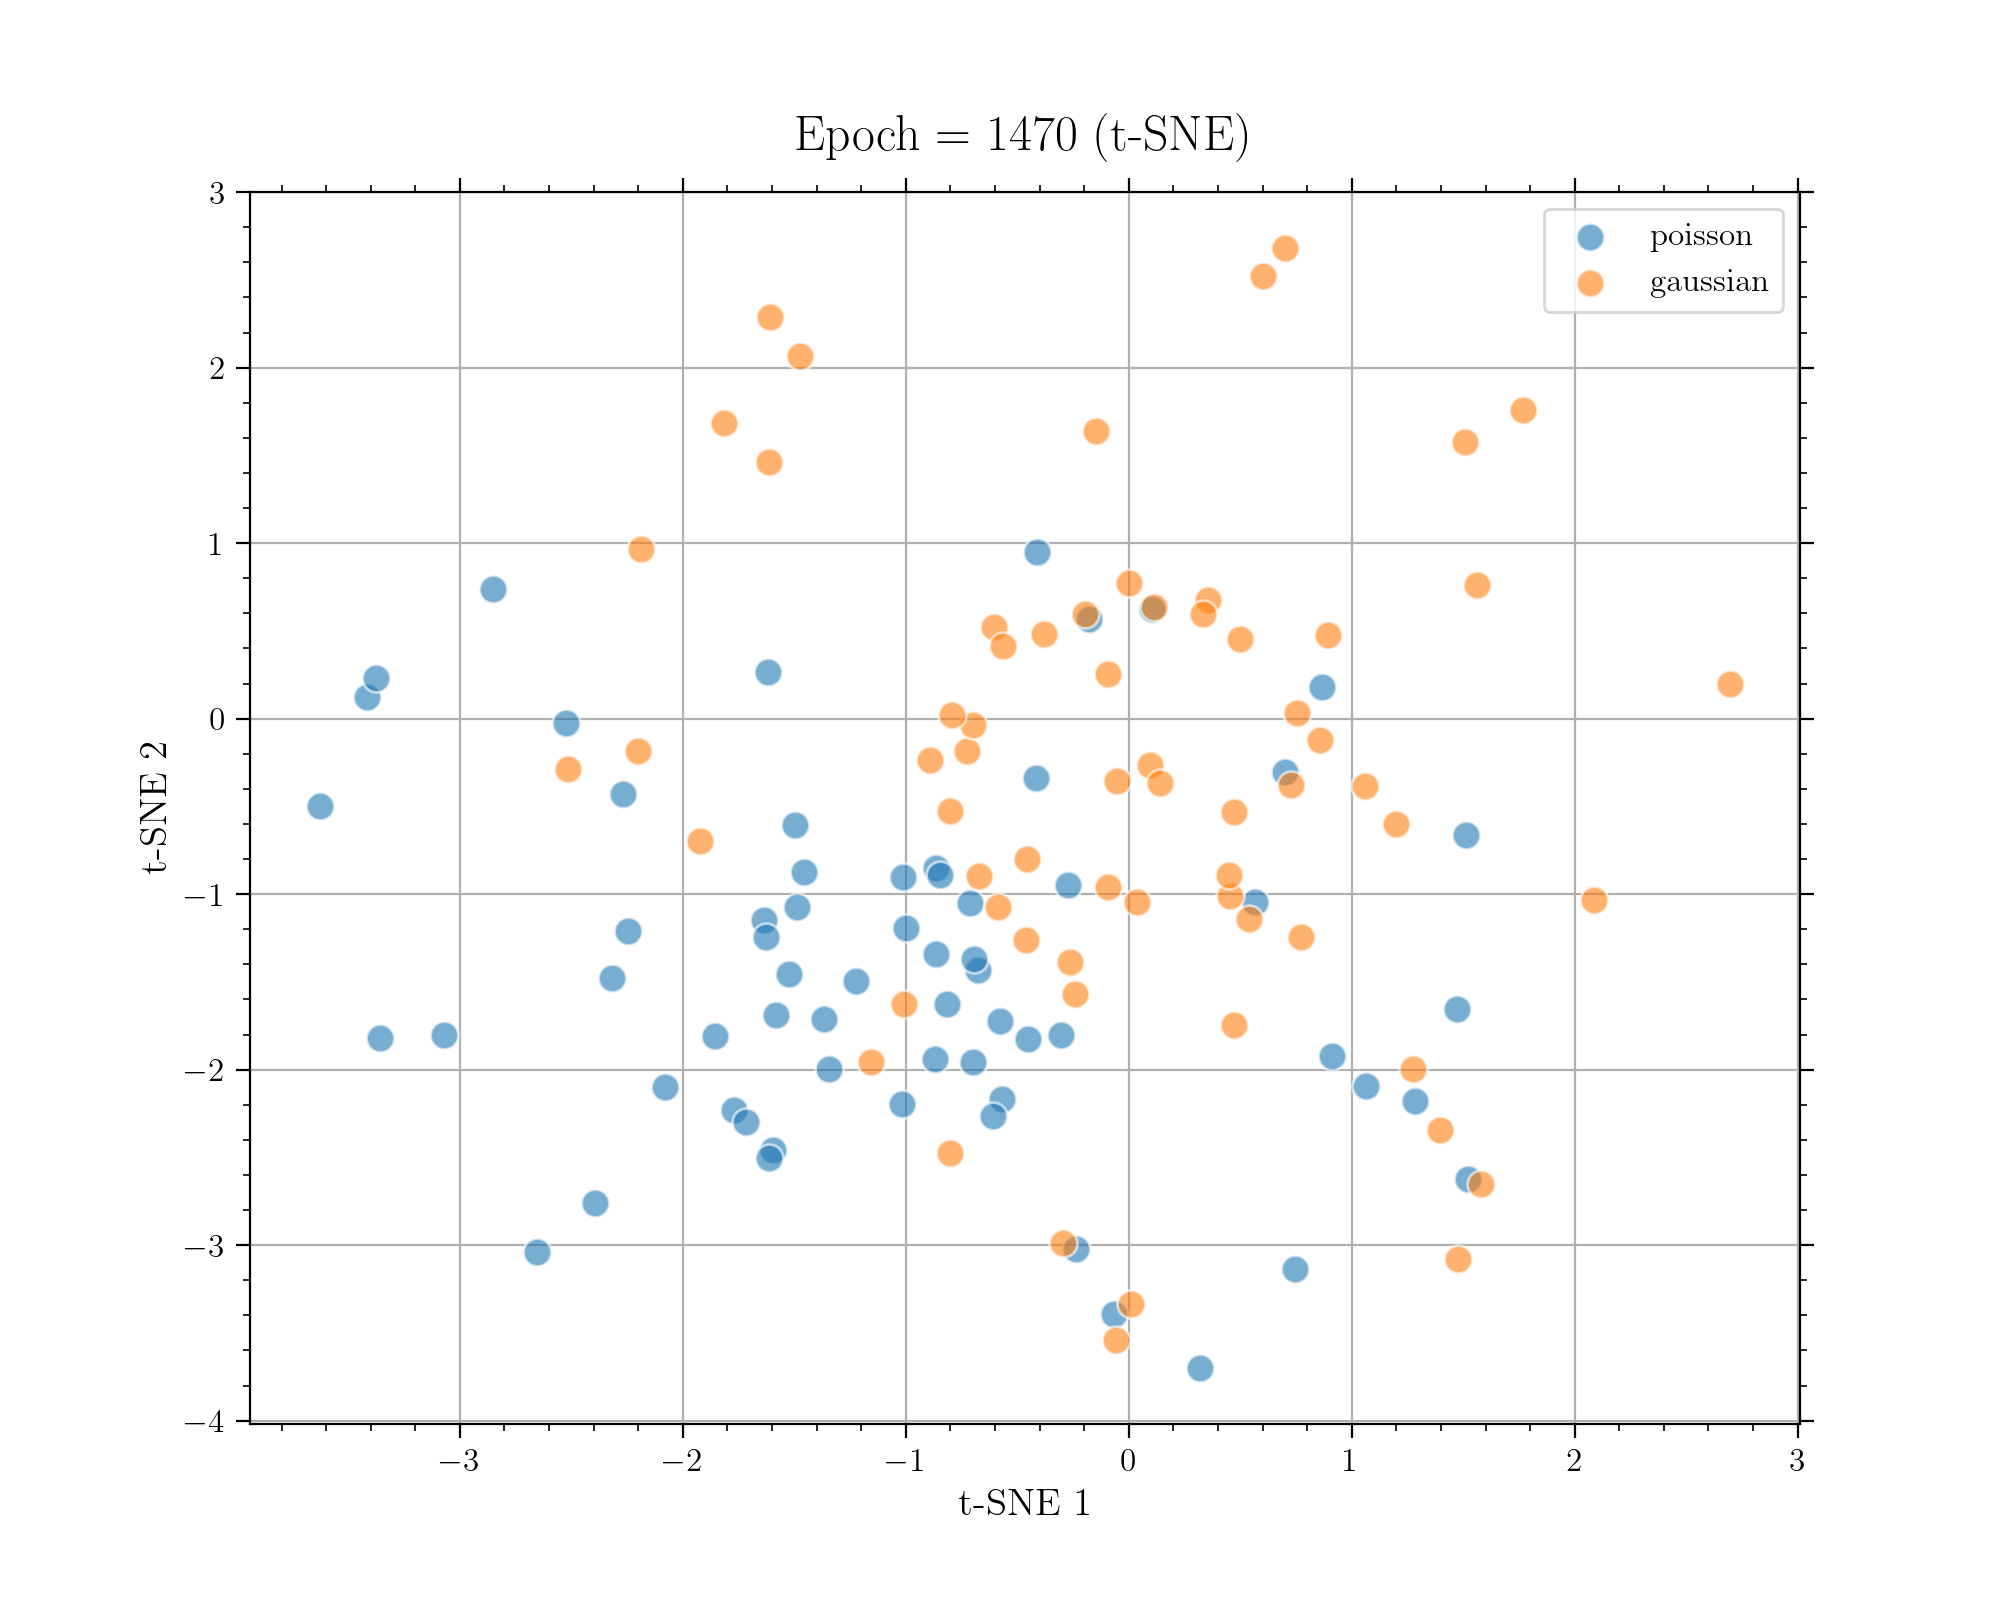 Epoch = 1470 (t-SNE)
poisson
gaussian
3
2
1
0
−1
−2
−3
−4
t-SNE 2
−3 −2 −1 0 1 2 3
t-SNE 1